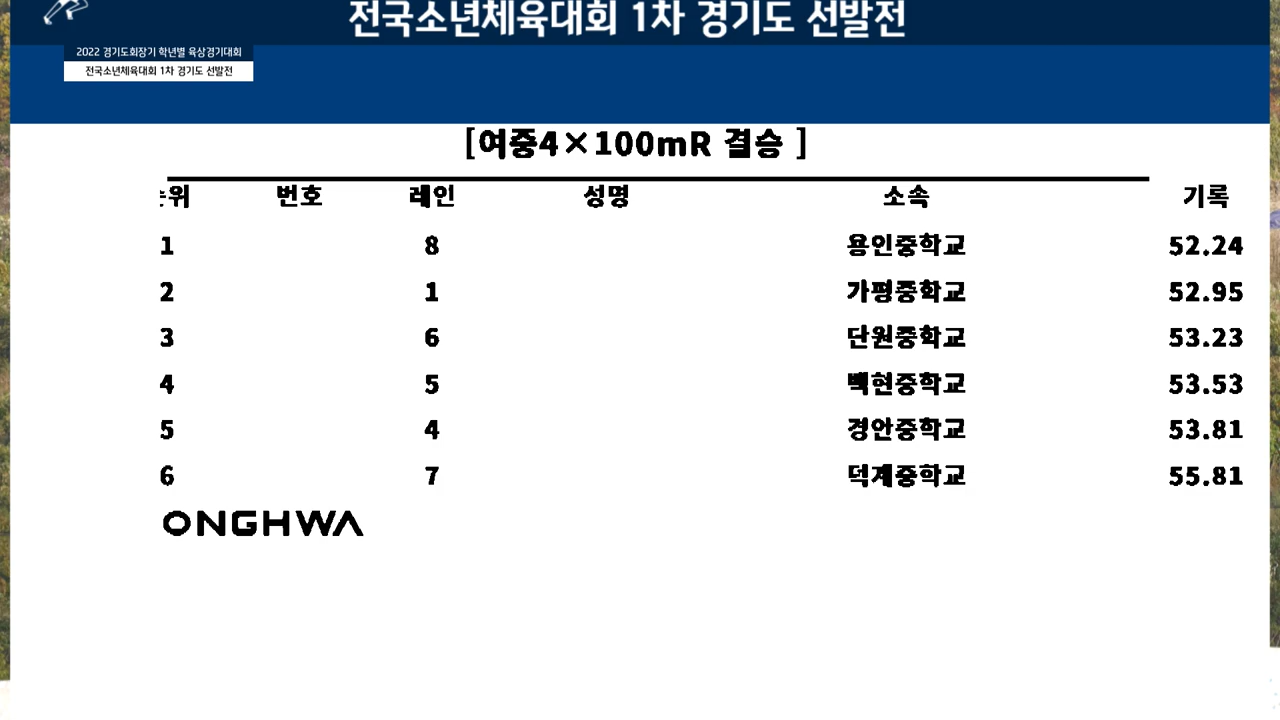 전국소년체육대회 1차 경기도 선발전
2022 경기도회장기 학년별 육상경기대회
전국소년체육대회 1차 경기도 선발전
[여중4×100mR 결승 ]
위 번호 레인 성명 소속 기록
1 8 용인중학교 52.24
2 1 가평중학교 52.95
3 6 단원중학교 53.23
4 5 백현중학교 53.53
5 4 경안중학교 53.81
6 7 덕계중학교 55.81
ONGHWA